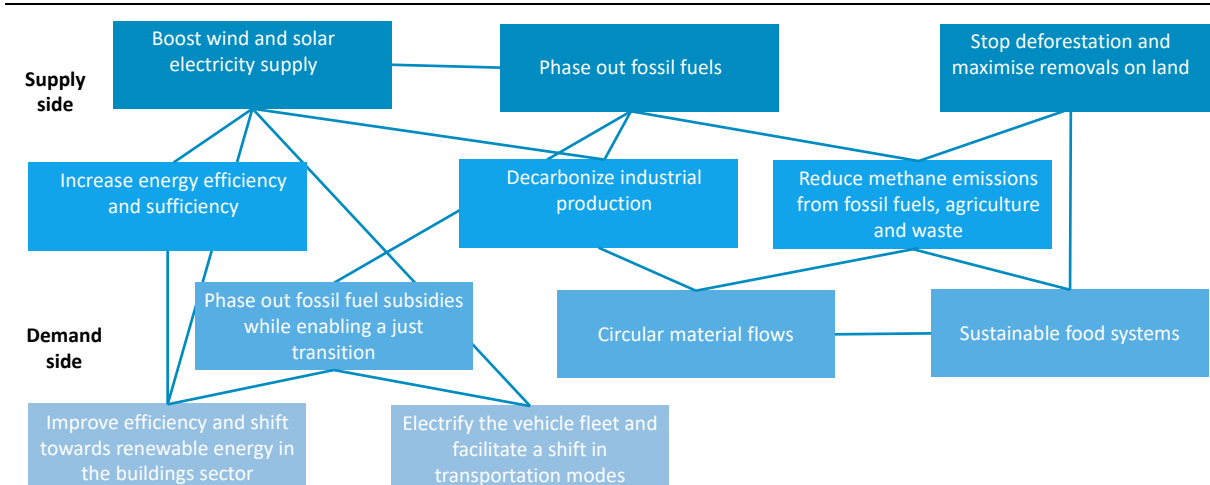 Boost wind and solar
electricity supply
Phase out fossil fuels
Stop deforestation and
maximise removals on land
Supply
side
Increase energy efficiency
and sufficiency
Decarbonize industrial
production
Reduce methane emissions
from fossil fuels, agriculture
and waste
Phase out fossil fuel subsidies
while enabling a just
transition
Circular material flows
Sustainable food systems
Demand
side
Improve efficiency and shift
towards renewable energy in
the buildings sector
Electrify the vehicle fleet and
facilitate a shift in
transportation modes